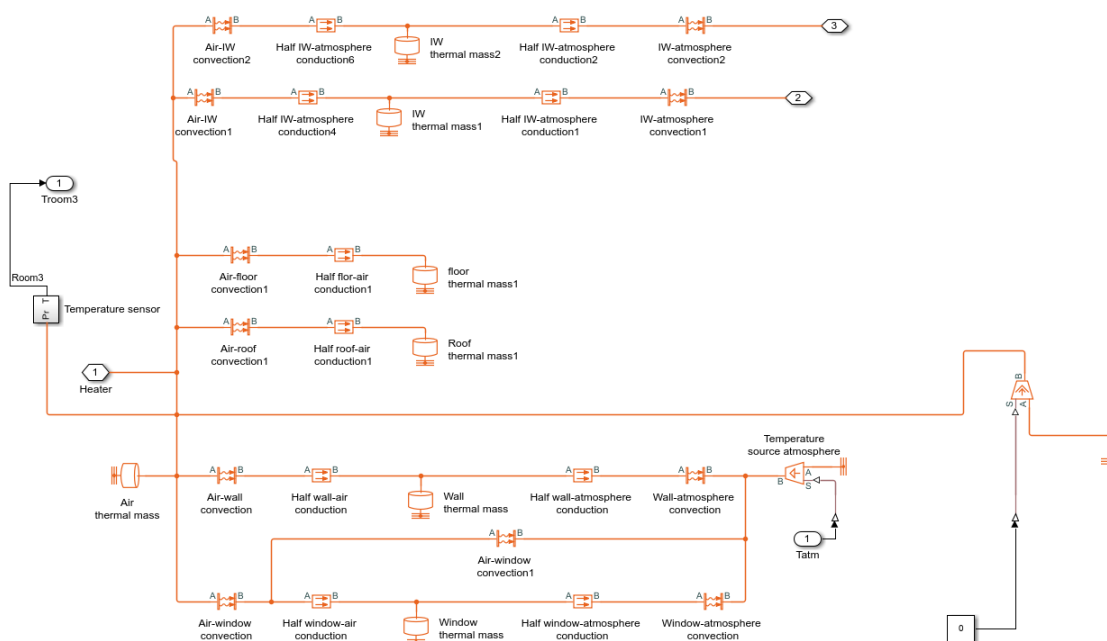 A B A B A B A B 3
Air-IW Half IW-atmosphere IW Half IW-atmosphere IW-atmosphere
convection2 conduction6 thermal mass2 conduction2 convection2
A B A B A B A B 2
Air-IW Half IW-atmosphere IW Half IW-atmosphere IW-atmosphere
convection1 conduction4 thermal mass1 conduction1 convection1
1
Troom3
A B A B
Air-floor Half flor-air floor
convection1 conduction1 thermal mass1
Room3
Pr T
Temperature sensor
A B A B
Air-roof Half roof-air Roof
convection1 conduction1 thermal mass1
1
Heater
B
S A
Temperature
source atmosphere
A B A B A B A B B A S
Air Air-wall Half wall-air Wall Half wall-atmosphere Wall-atmosphere
thermal mass convection conduction thermal mass conduction convection
A B
Air-window
convection1
1
Tatm
A B A B A B A B
Air-window Half window-air Window Half window-atmosphere Window-atmosphere
convection conduction thermal mass conduction convection
0